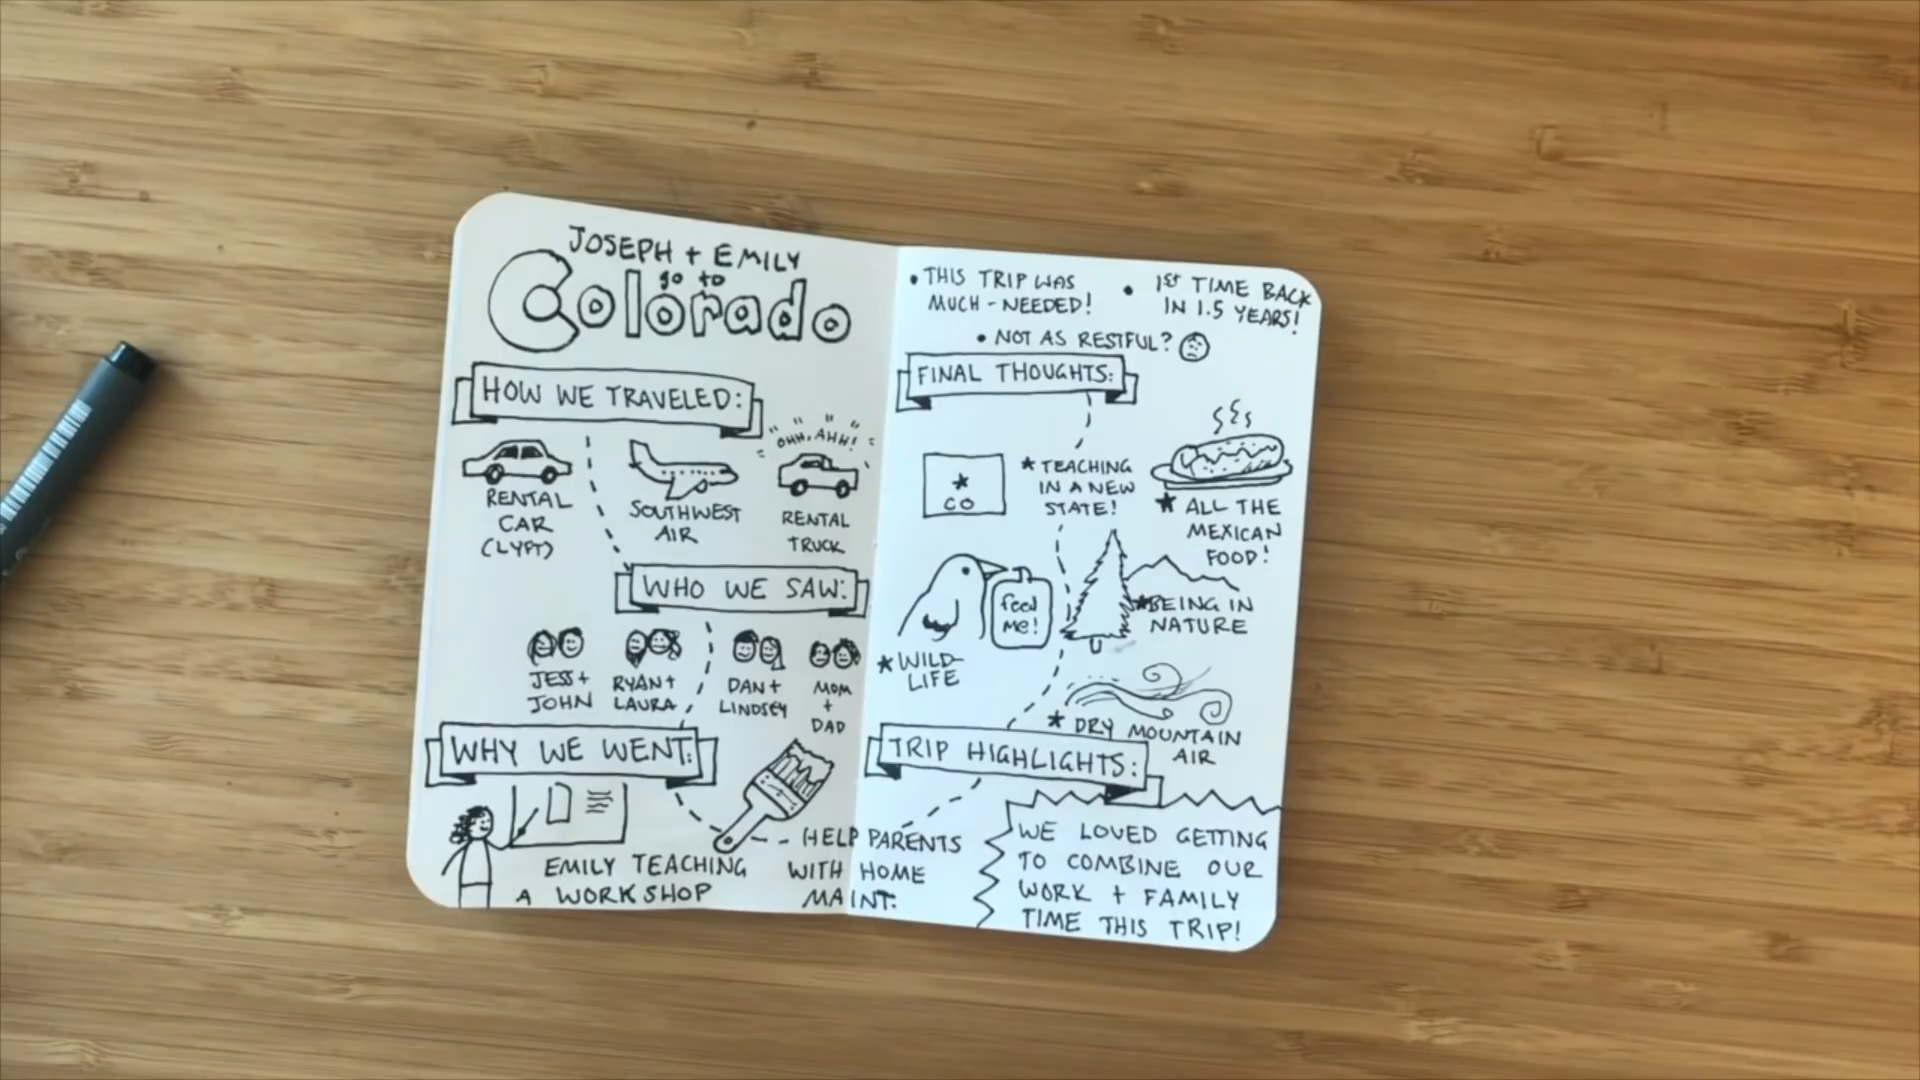 JOSEPH + EMILY
go to
Colorado
HOW WE TRAVELED:
RENTAL
CAR
(LYFT)
SOUTHWEST
AIR
"OHH, AHH!"
RENTAL
TRUCK
WHO WE SAW:
JESS +
JOHN
RYAN +
LAURA
DAN +
LINDSEY
MOM
+
DAD
WHY WE WENT:
EMILY TEACHING
A WORKSHOP
HELP PARENTS
WITH HOME
MAINT.
• THIS TRIP WAS
MUCH-NEEDED!
• 1ST TIME BACK
IN 1.5 YEARS!
• NOT AS RESTFUL?
FINAL THOUGHTS:
CO
★ TEACHING
IN A NEW
STATE!
★ ALL THE
MEXICAN
FOOD!
feed
me!
★ WILD-
LIFE
★ BEING IN
NATURE
★ DRY MOUNTAIN
AIR
TRIP HIGHLIGHTS:
WE LOVED GETTING
TO COMBINE OUR
WORK + FAMILY
TIME THIS TRIP!